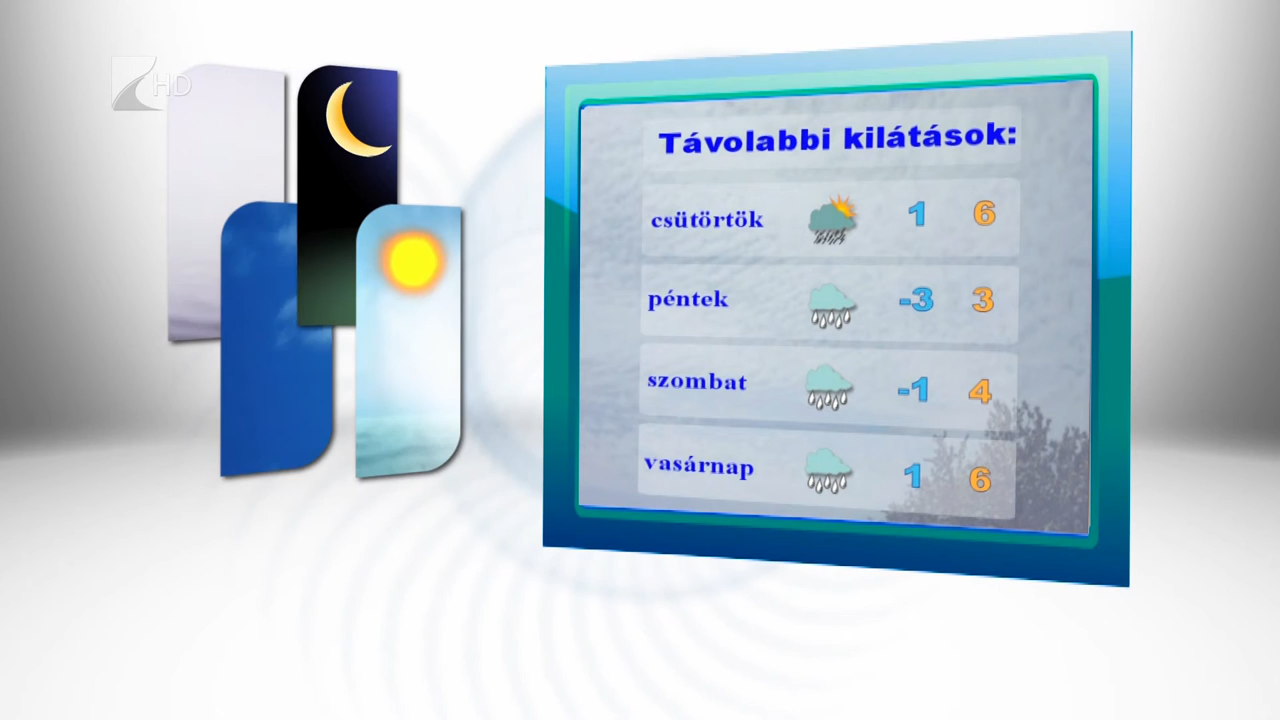 HD
Távolabbi kilátások:
csütörtök 1 6
péntek -3 3
szombat -1 4
vasárnap 1 6